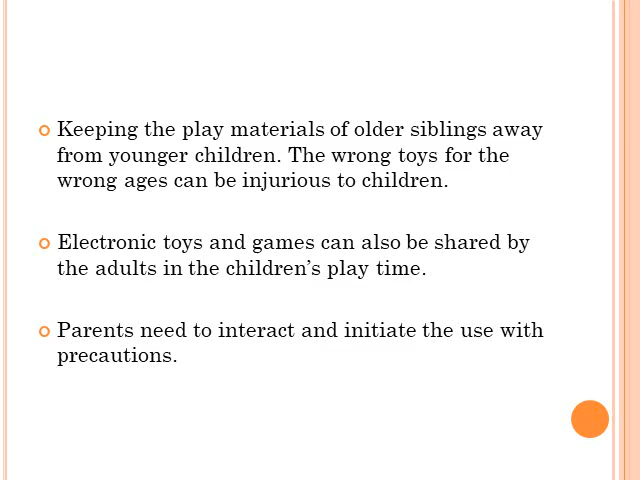 Keeping the play materials of older siblings away
from younger children. The wrong toys for the
wrong ages can be injurious to children.
Electronic toys and games can also be shared by
the adults in the children’s play time.
Parents need to interact and initiate the use with
precautions.